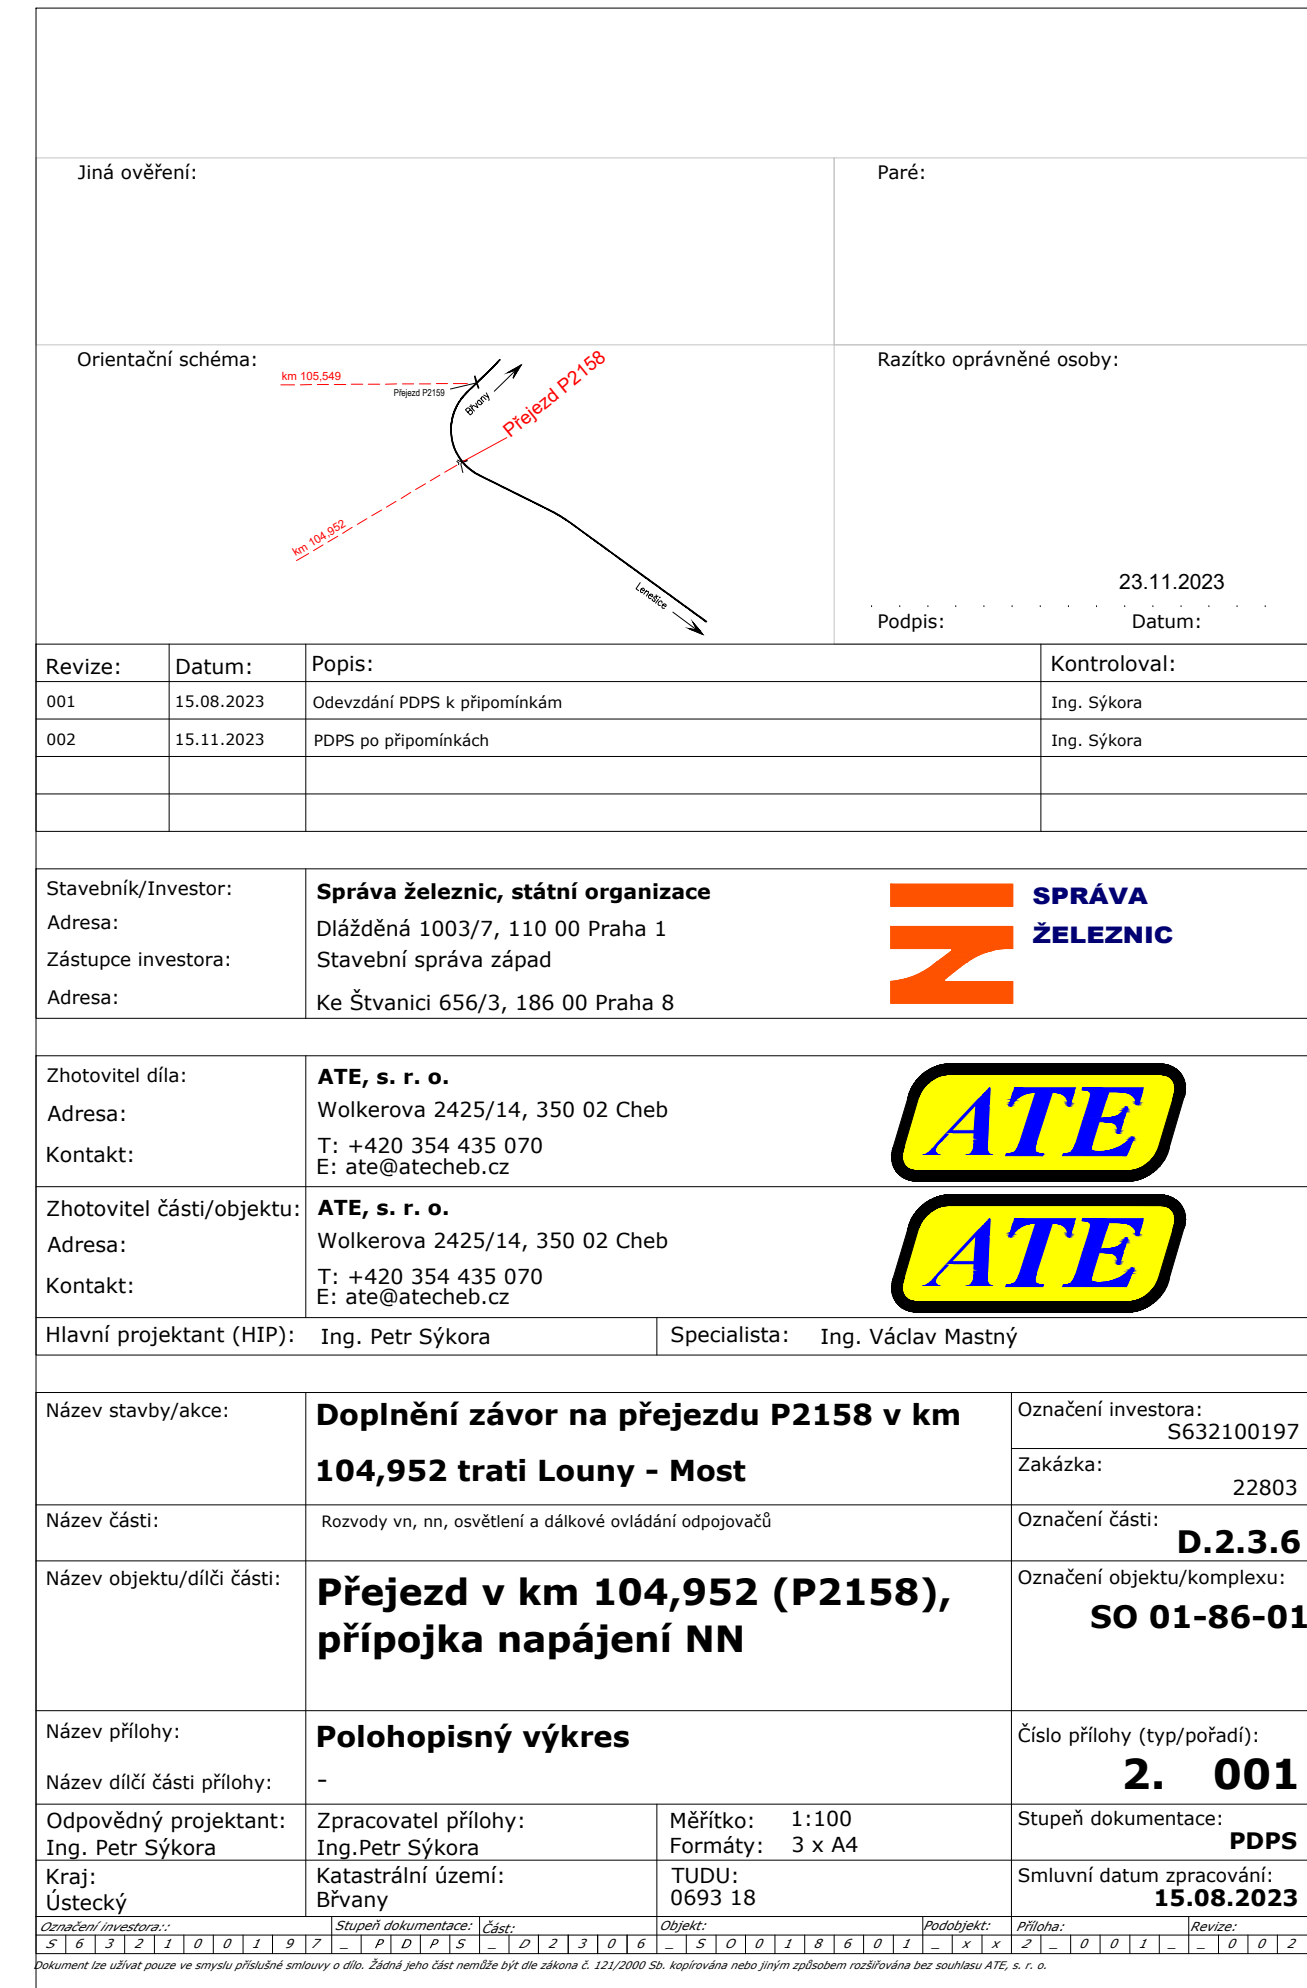 Jiná ověření:
Paré:
Orientační schéma:
km 105,549
Přejezd P2159
Břvany
Přejezd P2158
km 104,952
Lenešice
Razítko oprávněné osoby:
23.11.2023
Podpis:
Datum:
Revize: Datum: Popis: Kontroloval:
001 15.08.2023 Odevzdání PDPS k připomínkám Ing. Sýkora
002 15.11.2023 PDPS po připomínkách Ing. Sýkora
Stavebník/Investor: Správa železnic, státní organizace
Adresa: Dlážděná 1003/7, 110 00 Praha 1
Zástupce investora: Stavební správa západ
Adresa: Ke Štvanici 656/3, 186 00 Praha 8
SPRÁVA
ŽELEZNIC
Zhotovitel díla: ATE, s. r. o.
Adresa: Wolkerova 2425/14, 350 02 Cheb
Kontakt: T: +420 354 435 070
E: ate@atecheb.cz
ATE
Zhotovitel části/objektu: ATE, s. r. o.
Adresa: Wolkerova 2425/14, 350 02 Cheb
Kontakt: T: +420 354 435 070
E: ate@atecheb.cz
ATE
Hlavní projektant (HIP): Ing. Petr Sýkora Specialista: Ing. Václav Mastný
Název stavby/akce: Doplnění závor na přejezdu P2158 v km
104,952 trati Louny - Most
Označení investora:
S632100197
Zakázka:
22803
Název části: Rozvody vn, nn, osvětlení a dálkové ovládání odpojovačů
Označení části:
D.2.3.6
Název objektu/dílči části: Přejezd v km 104,952 (P2158),
přípojka napájení NN
Označení objektu/komplexu:
SO 01-86-01
Název přílohy: Polohopisný výkres
Název dílčí části přílohy: -
Číslo přílohy (typ/pořadí):
2. 001
Odpovědný projektant:
Ing. Petr Sýkora
Zpracovatel přílohy:
Ing.Petr Sýkora
Měřítko: 1:100
Formáty: 3 x A4
Stupeň dokumentace:
PDPS
Kraj:
Ústecký
Katastrální území:
Břvany
TUDU:
0693 18
Smluvní datum zpracování:
15.08.2023
Označení investora:: Stupeň dokumentace: Část: Objekt: Podobjekt: Příloha: Revize:
S 6 3 2 1 0 0 1 9 7 _ P D P S _ D 2 3 0 6 _ S O 0 1 8 6 0 1 _ x x 2 _ 0 0 1 _ _ 0 0 2
Dokument lze užívat pouze ve smyslu příslušné smlouvy o dílo. Žádná jeho část nemůže být dle zákona č. 121/2000 Sb. kopírována nebo jiným způsobem rozšiřována bez souhlasu ATE, s. r. o.